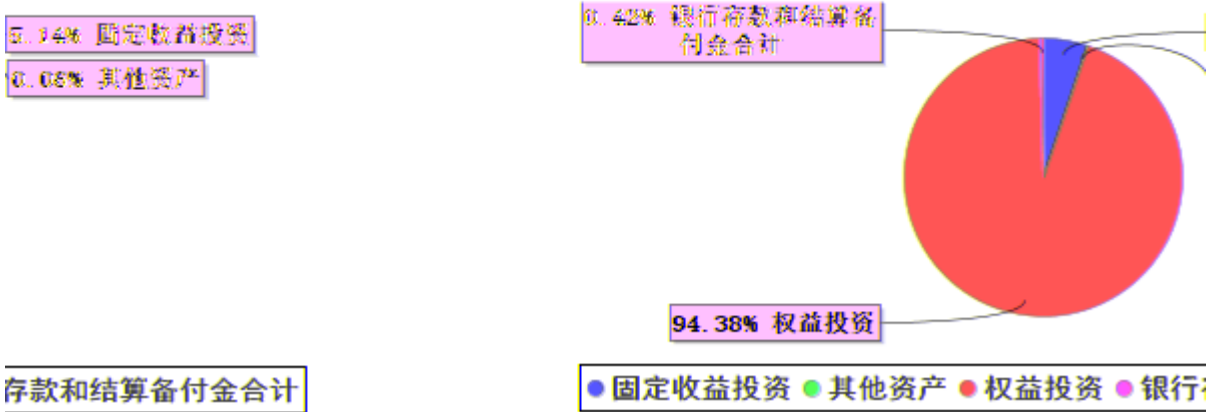 5.14% 固定收益投资
0.06% 其他资产
存款和结算备付金合计
0.42% 银行存款和结算备
付金合计
94.38% 权益投资
固定收益投资 其他资产 权益投资 银行